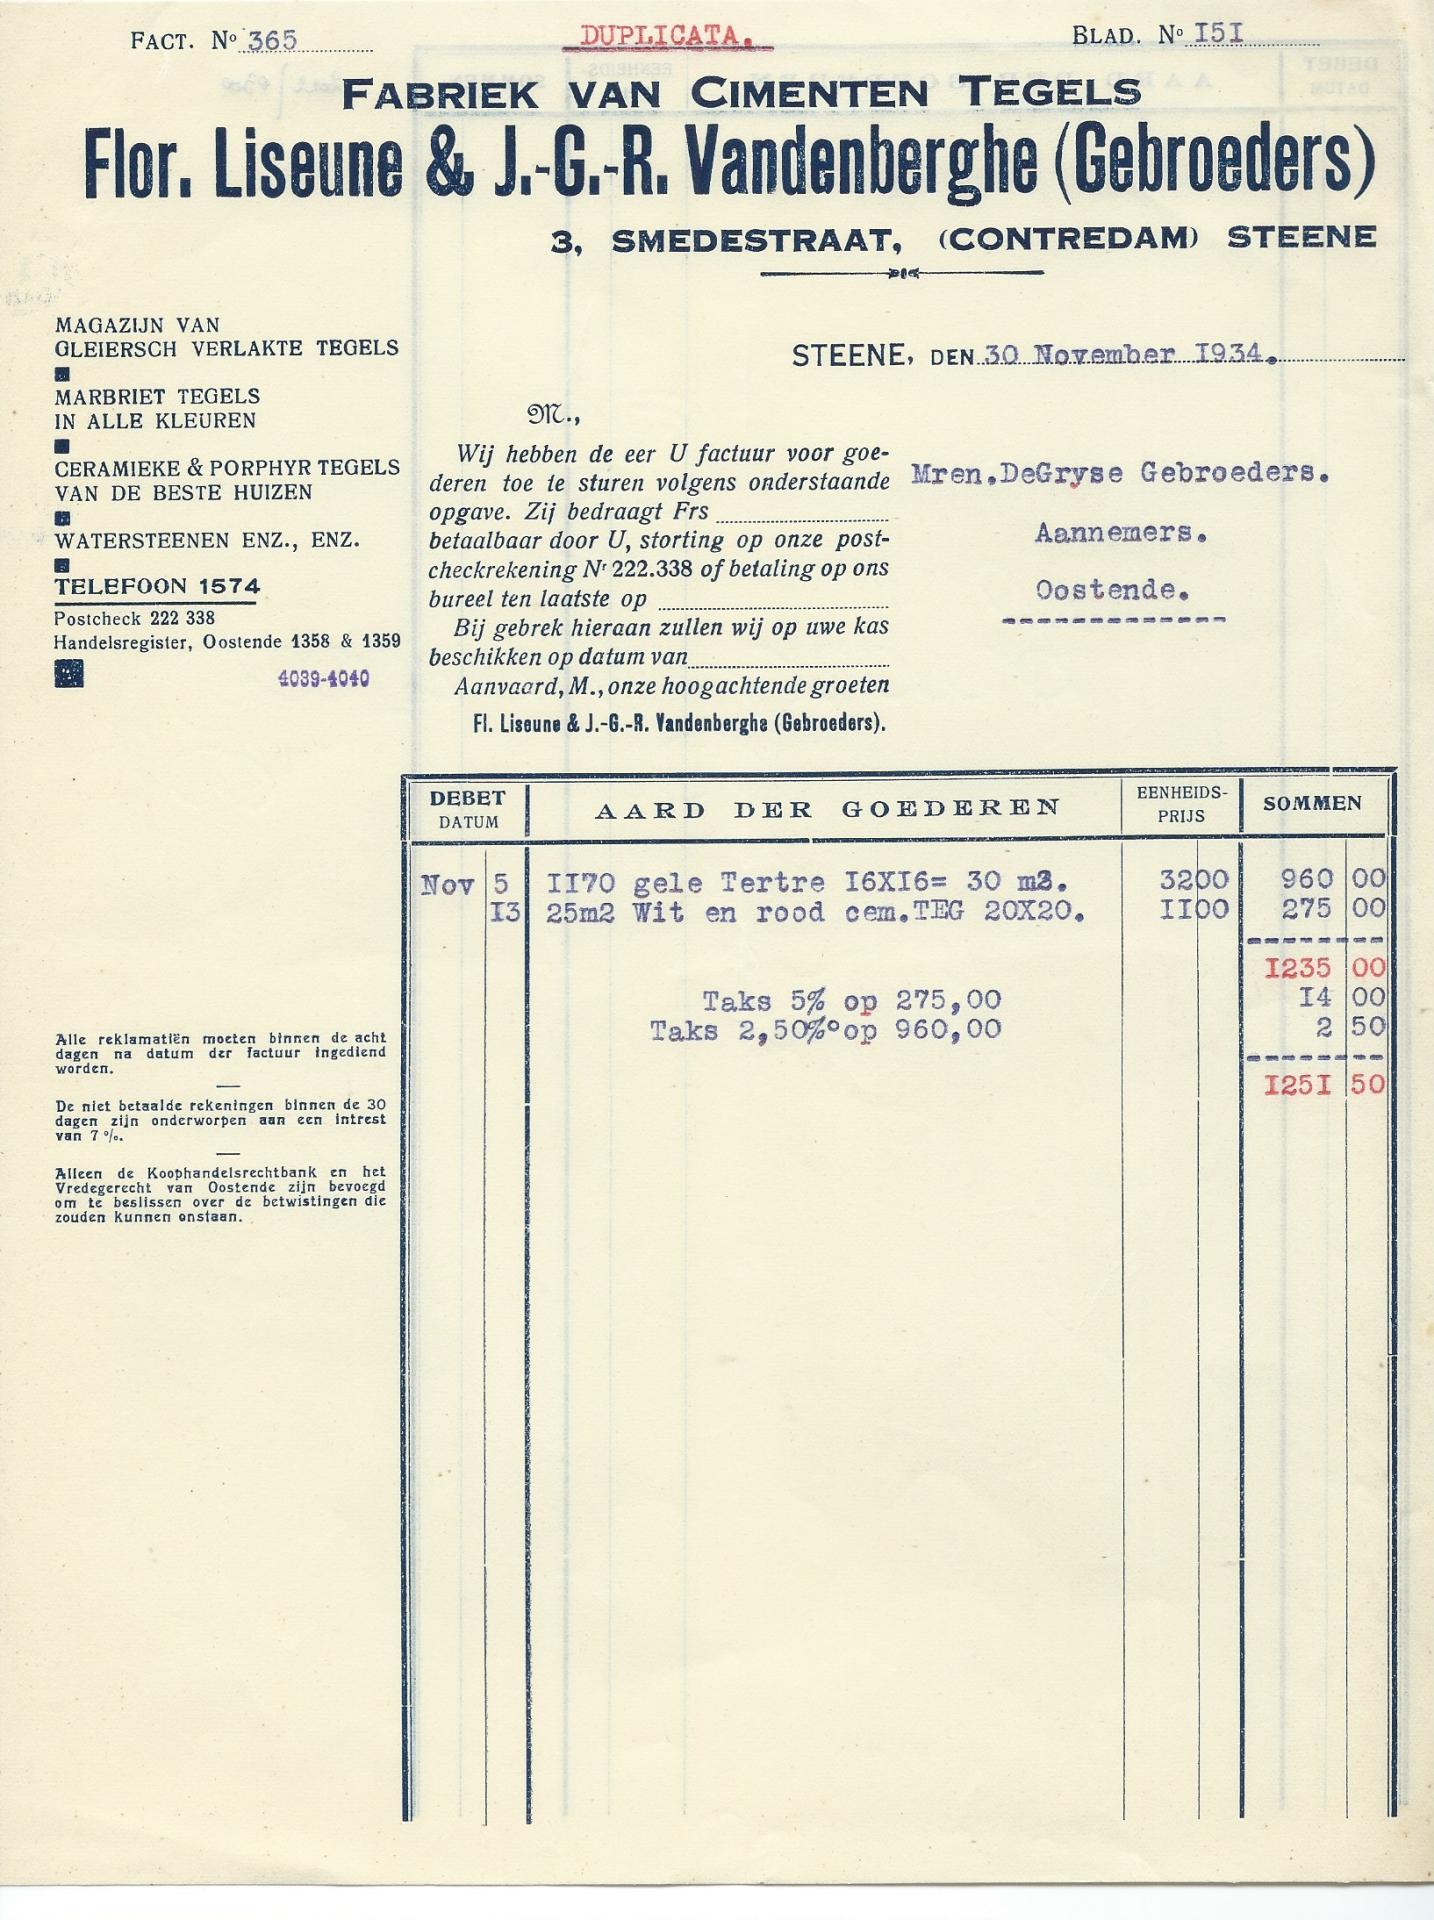 FACT. Nº 365
DUPLICATA.
BLAD. Nº I5I
FABRIEK VAN CIMENTEN TEGELS
Flor. Liseune & J.-G.-R. Vandenberghe (Gebroeders)
3, SMEDESTRAAT, (CONTREDAM) STEENE
MAGAZIJN VAN
GLEIERSCH VERLAKTE TEGELS
MARBRIET TEGELS
IN ALLE KLEUREN
CERAMIEKE & PORPHYR TEGELS
VAN DE BESTE HUIZEN
WATERSTEENEN ENZ., ENZ.
TELEFOON 1574
Postcheck 222 338
Handelsregister, Oostende 1358 & 1359
4039-4040
STEENE, DEN 30 November I934.
M.,
Wij hebben de eer U factuur voor goe-
deren toe te sturen volgens onderstaande
opgave. Zij bedraagt Frs
betaalbaar door U, storting op onze post-
checkrekening Nr 222.338 of betaling op ons
bureel ten laatste op
Bij gebrek hieraan zullen wij op uwe kas
beschikken op datum van
Aanvaard, M., onze hoogachtende groeten
Fl. Liseune & J.-G.-R. Vandenberghe (Gebroeders).
Mren.DeGryse Gebroeders.
Aannemers.
Oostende.
DEBET DATUM AARD DER GOEDEREN EENHEIDS-PRIJS SOMMEN
Nov 5 II70 gele Tertre I6XI6= 30 m2. 3200 960 00
I3 25m2 Wit en rood cem.TEG 20X20. II00 275 00
I235 00
Taks 5% op 275,00 I4 00
Taks 2,50%º op 960,00 2 50
I25I 50
Alle reklamatiën moeten binnen de acht
dagen na datum der factuur ingediend
worden.
De niet betaalde rekeningen binnen de 30
dagen zijn onderworpen aan een intrest
van 7 %.
Alleen de Koophandelsrechtbank en het
Vredegerecht van Oostende zijn bevoegd
om te beslissen over de betwistingen die
zouden kunnen onstaan.